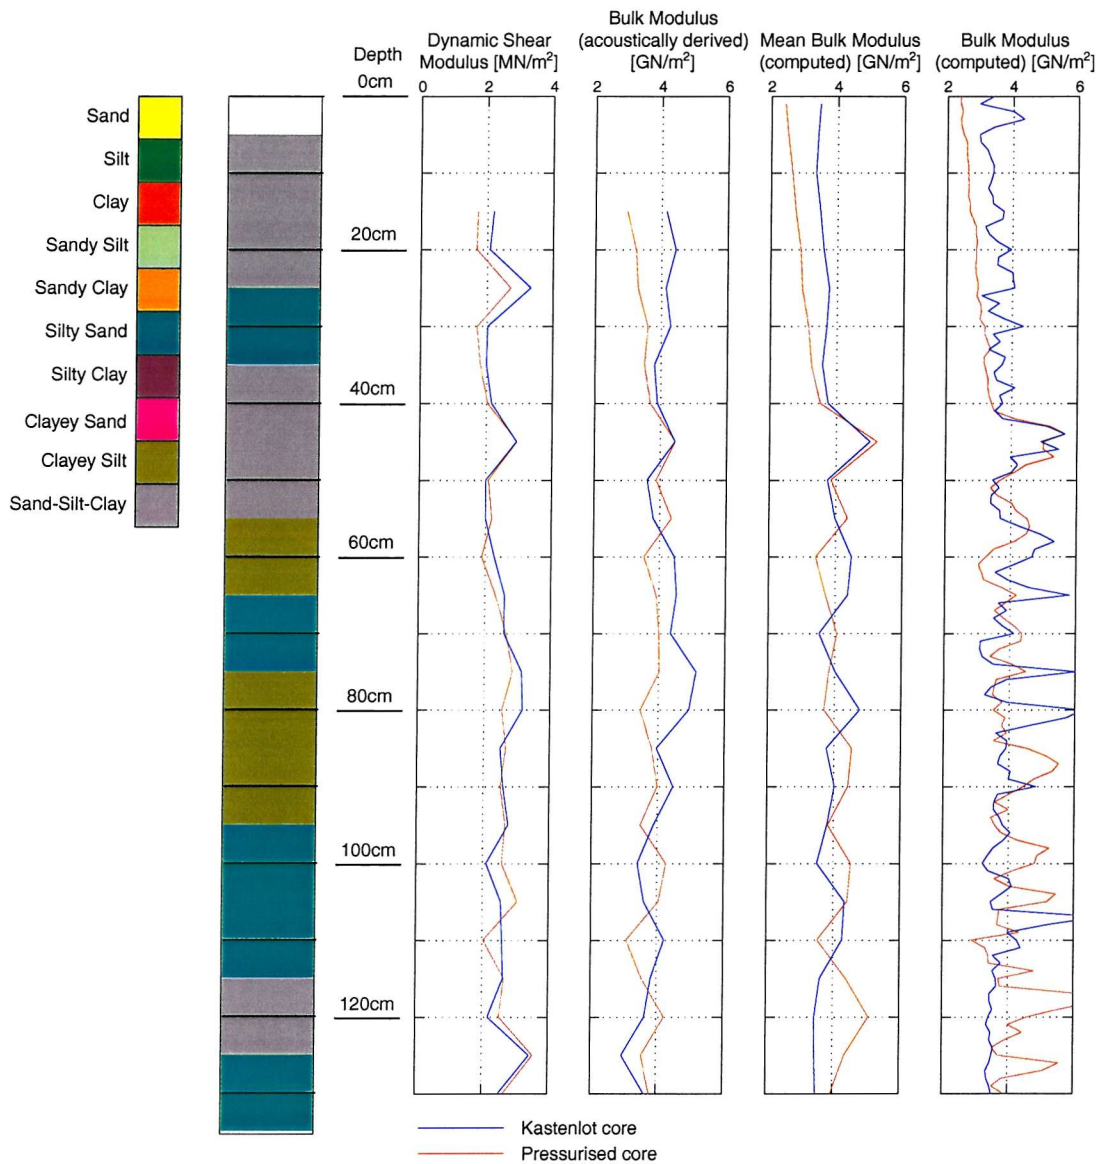 Bulk Modulus
Dynamic Shear (acoustically derived) Mean Bulk Modulus Bulk Modulus
Depth Modulus [MN/m²] [GN/m²] (computed) [GN/m²] (computed) [GN/m²]
0cm 0 2 4 2 4 6 2 4 6 2 4 6
Sand
Silt
Clay
Sandy Silt
Sandy Clay
Silty Sand
Silty Clay
Clayey Sand
Clayey Silt
Sand-Silt-Clay
20cm
40cm
60cm
80cm
100cm
120cm
Kastenlot core
Pressurised core